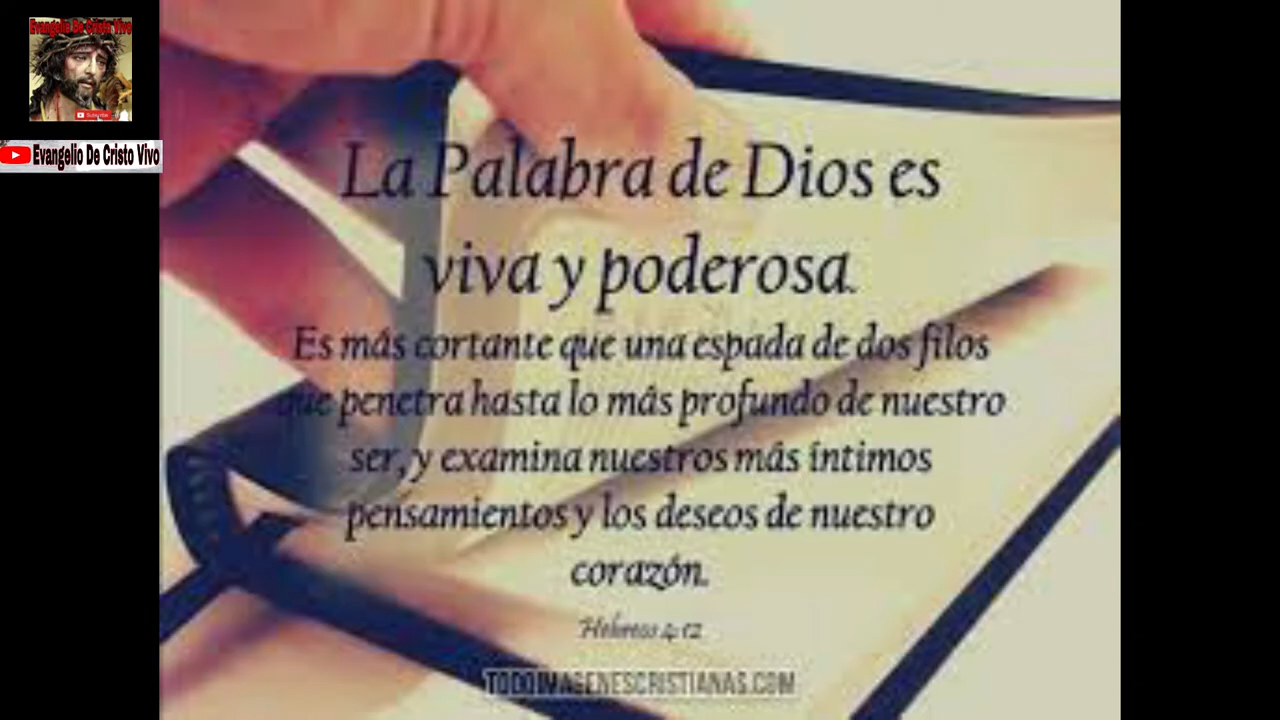 Evangelio De Cristo Vivo
Evangelio De Cristo Vivo
La Palabra de Dios es
viva y poderosa.
Es más cortante que una espada de dos filos
que penetra hasta lo más profundo de nuestro
ser, y examina nuestros más íntimos
pensamientos y los deseos de nuestro
corazón.
Hebreos 4:12
TODOIMAGENESCRISTIANAS.COM